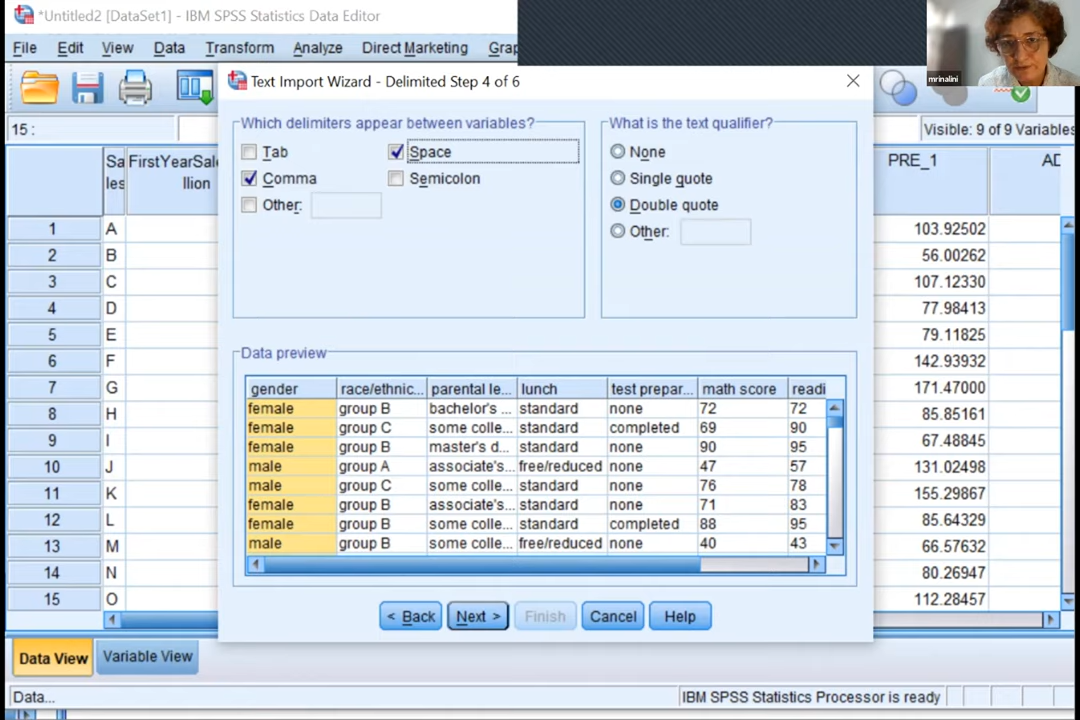 *Untitled2 [DataSet1] - IBM SPSS Statistics Data Editor
File Edit View Data Transform Analyze Direct Marketing Grap
mrinalini
Text Import Wizard - Delimited Step 4 of 6
15 :
Visible: 9 of 9 Variables
Which delimiters appear between variables?
Tab
Space
Comma
Semicolon
Other:
What is the text qualifier?
None
Single quote
Double quote
Other:
Sa
les
FirstYearSal
llion
PRE_1
AD
1 A 103.92502
2 B 56.00262
3 C 107.12330
4 D 77.98413
5 E 79.11825
6 F 142.93932
7 G 171.47000
8 H 85.85161
9 I 67.48845
10 J 131.02498
11 K 155.29867
12 L 85.64329
13 M 66.57632
14 N 80.26947
15 O 112.28457
Data preview
gender race/ethnic... parental le... lunch test prepar... math score readi
female group B bachelor's ... standard none 72 72
female group C some colle... standard completed 69 90
female group B master's d... standard none 90 95
male group A associate's... free/reduced none 47 57
male group C some colle... standard none 76 78
female group B associate's... standard none 71 83
female group B some colle... standard completed 88 95
male group B some colle... free/reduced none 40 43
< Back Next > Finish Cancel Help
Data View Variable View
Data...
IBM SPSS Statistics Processor is ready